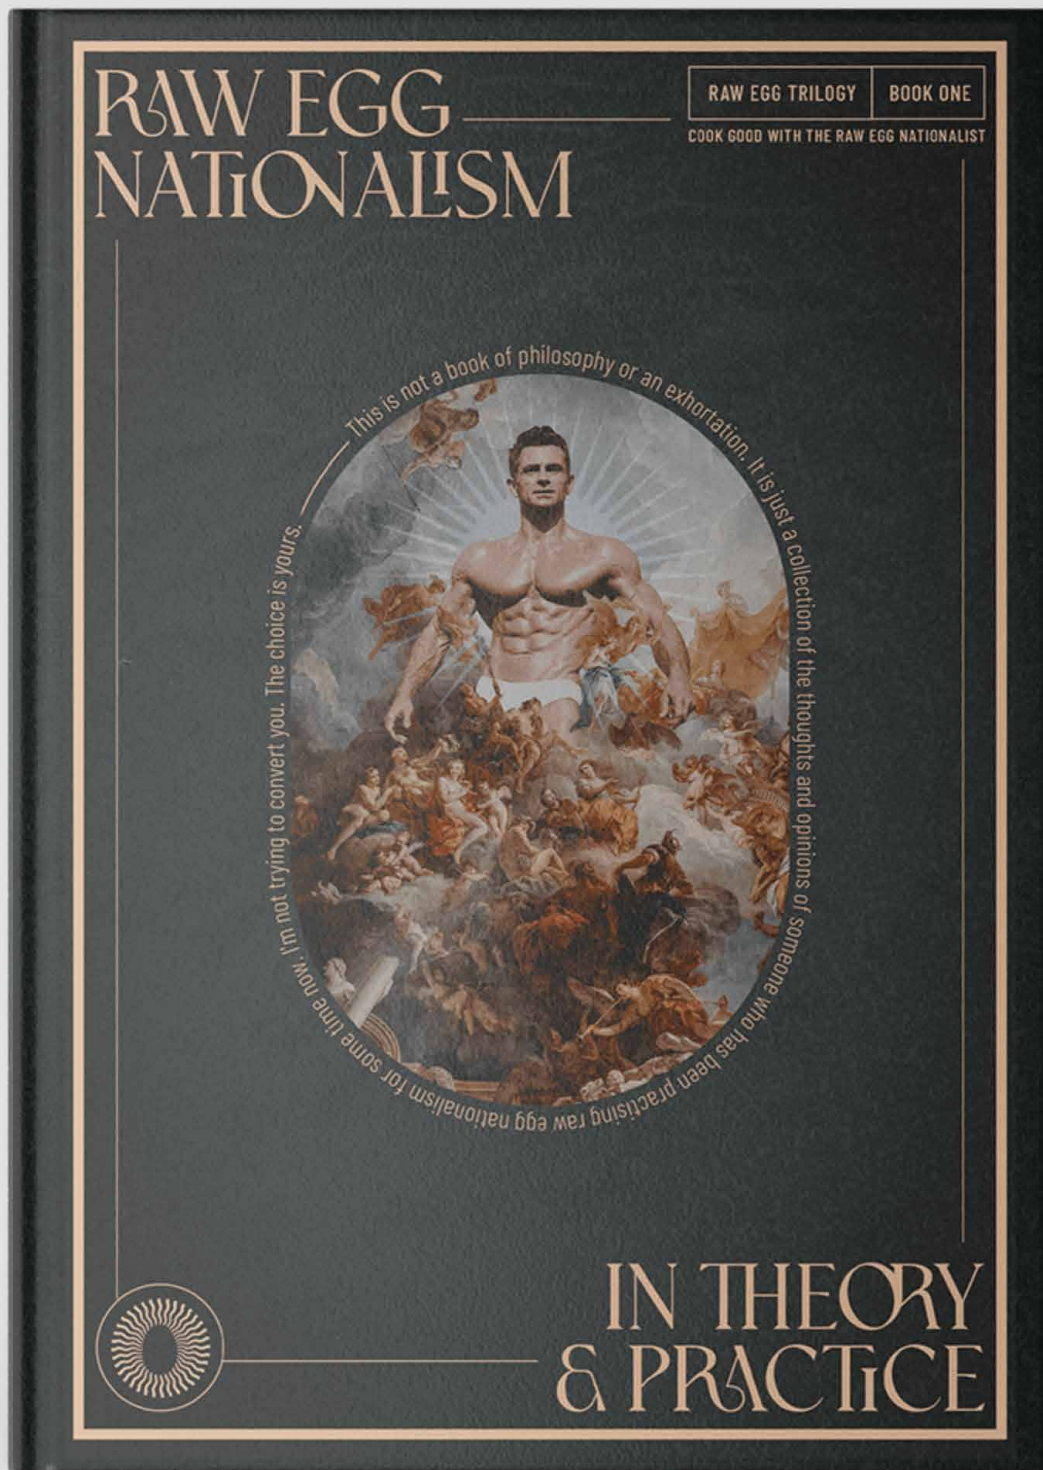 RAW EGG
NATIONALISM
RAW EGG TRILOGY
BOOK ONE
COOK GOOD WITH THE RAW EGG NATIONALIST
This is not a book of philosophy or an exhortation. It is just a collection of the thoughts and opinions of someone who has been practising raw egg nationalism for some time now. I'm not trying to convert you. The choice is yours.
IN THEORY
& PRACTICE